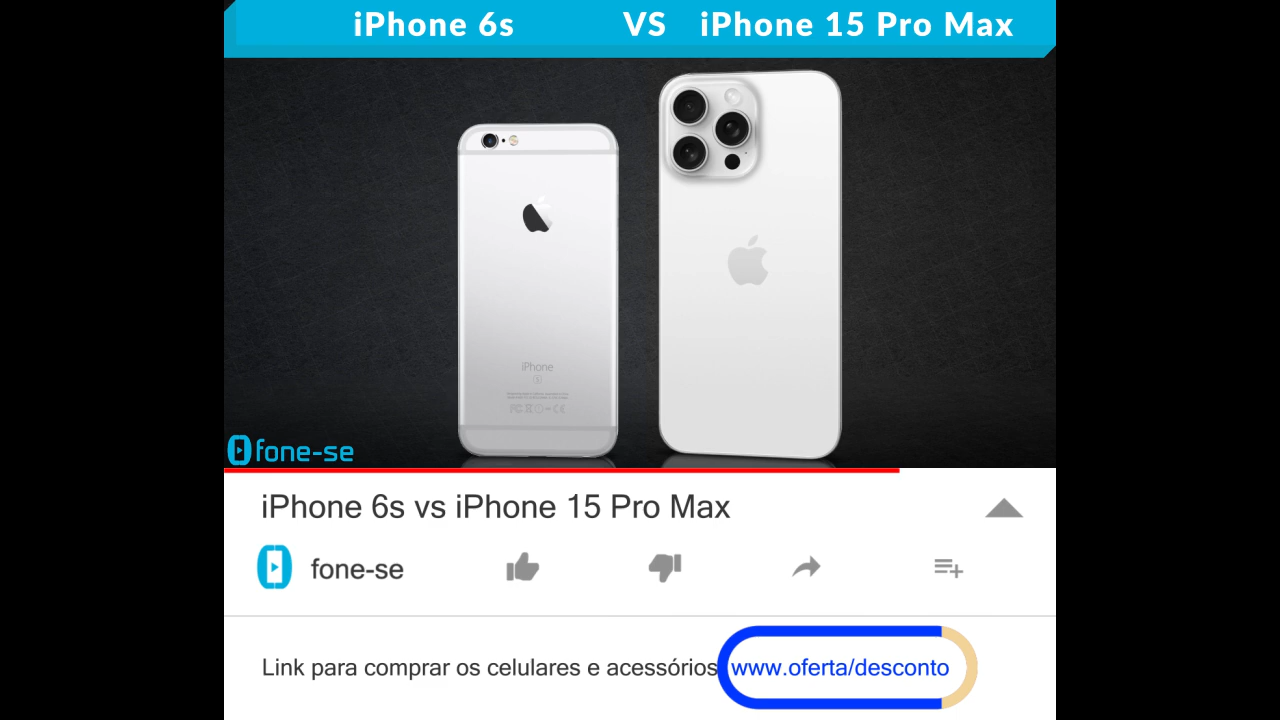 iPhone 6s VS iPhone 15 Pro Max
iPhone
S
fone-se
iPhone 6s vs iPhone 15 Pro Max
fone-se
Link para comprar os celulares e acessórios www.oferta/desconto